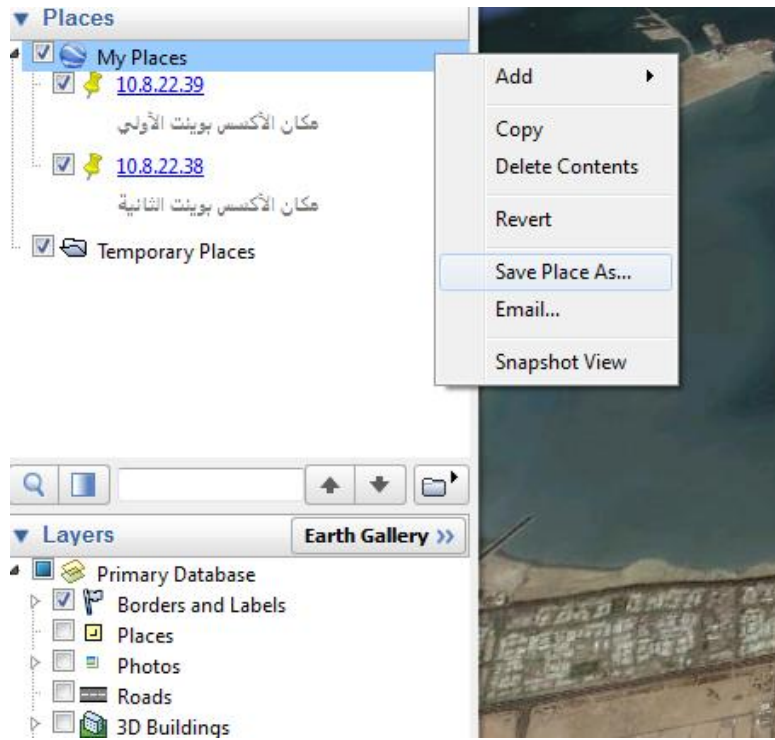 Places
My Places
10.8.22.39
مكان الأكسس بوينت الأولى
10.8.22.38
مكان الأكسس بوينت الثانية
Temporary Places
Add
Copy
Delete Contents
Revert
Save Place As...
Email...
Snapshot View
Layers
Earth Gallery >>
Primary Database
Borders and Labels
Places
Photos
Roads
3D Buildings